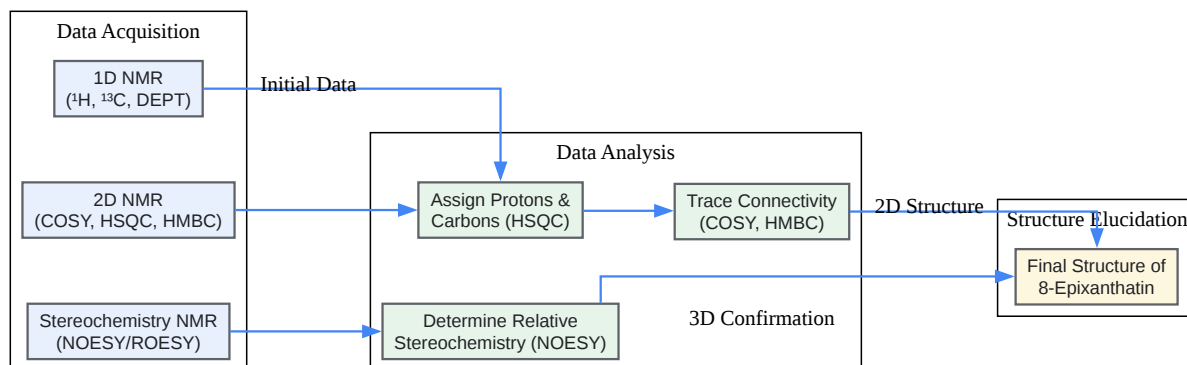 Data Acquisition
1D NMR
(¹H, ¹³C, DEPT)
Initial Data
2D NMR
(COSY, HSQC, HMBC)
Stereochemistry NMR
(NOESY/ROESY)
Data Analysis
Assign Protons &
Carbons (HSQC)
Trace Connectivity
(COSY, HMBC)
Determine Relative
Stereochemistry (NOESY)
2D Structure
3D Confirmation
Structure Elucidation
Final Structure of
8-Epixanthatin